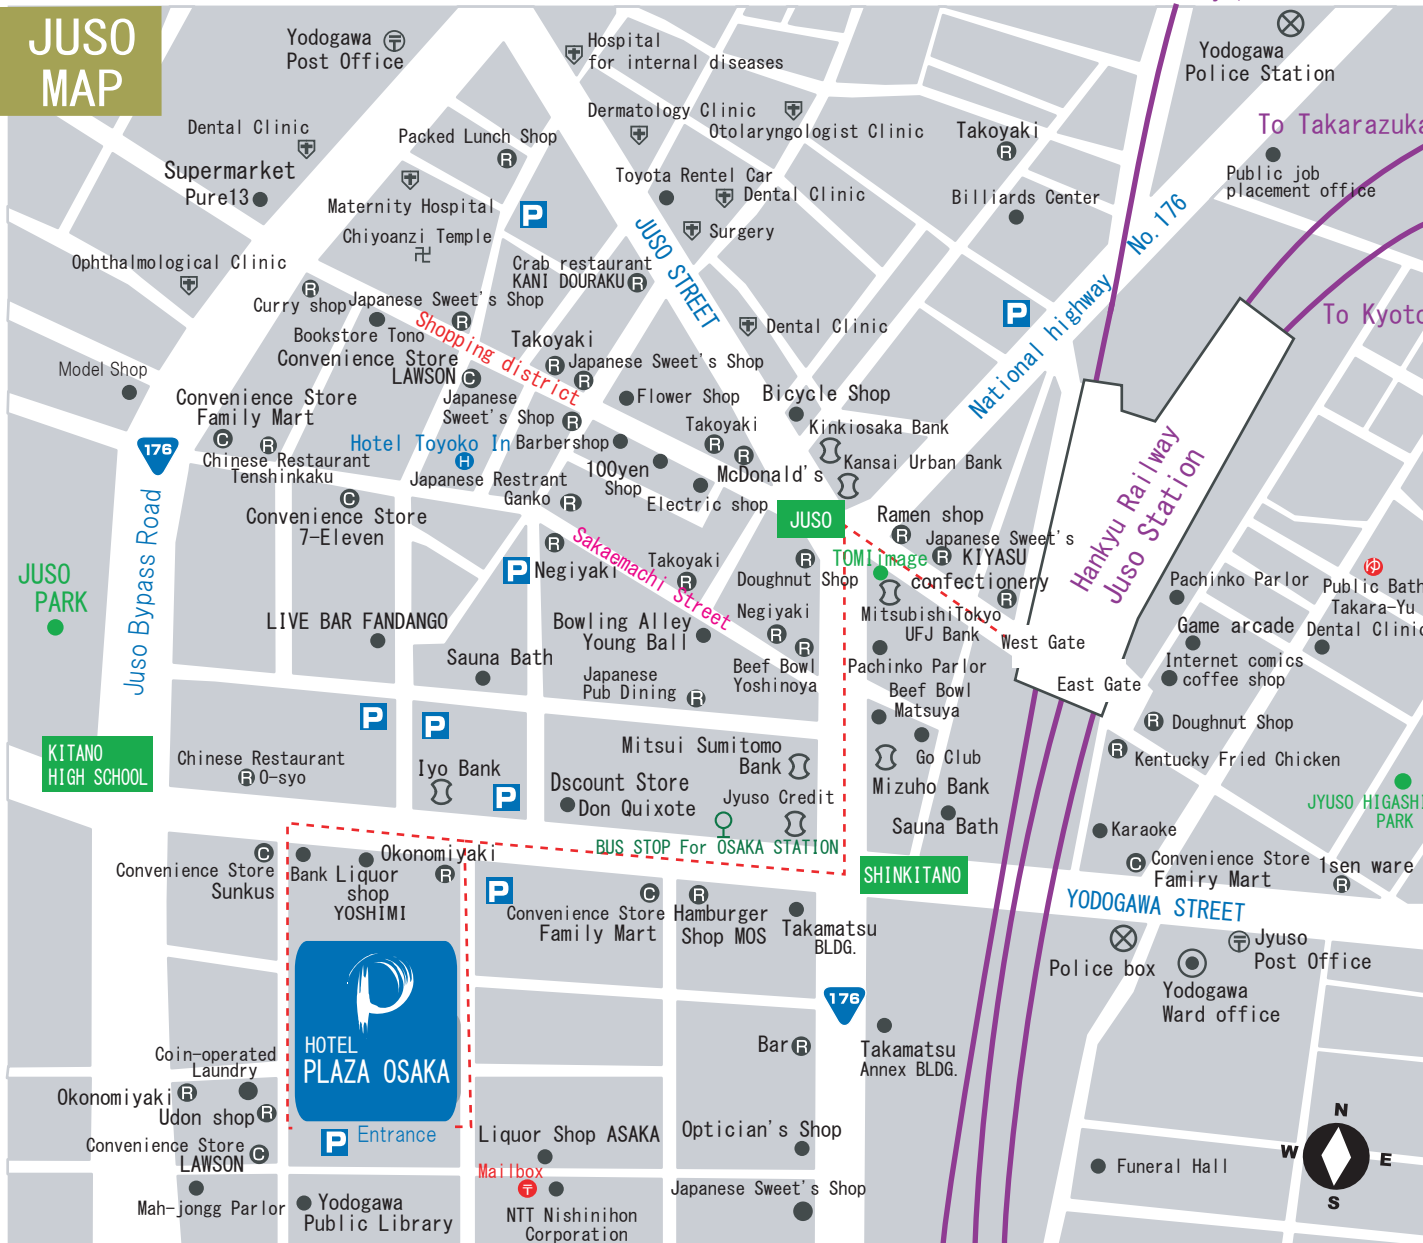 JUSO
MAP
Yodogawa
Post Office
Hospital
for internal diseases
Yodogawa
Police Station
To Takarazuka
Dental Clinic
Supermarket
Pure13
Packed Lunch Shop
Dermatology Clinic
Otolaryngologist Clinic
Takoyaki
Public job
placement office
Maternity Hospital
Chiyoanzi Temple
P
Toyota Rentel Car
Dental Clinic
Surgery
Billiards Center
JUSO STREET
National highway No.176
Ophthalmological Clinic
Curry shop
Japanese Sweet's Shop
Crab restaurant
KANI DOURAKU
Bookstore Tono
Shopping district
Takoyaki
Dental Clinic
P
To Kyoto
Convenience Store
LAWSON
Japanese Sweet's Shop
Model Shop
Convenience Store
Family Mart
Japanese
Sweet's Shop
Flower Shop
Bicycle Shop
176
Chinese Restaurant
Tenshinkaku
Hotel Toyoko In
Barbershop
Takoyaki
Kinkiosaka Bank
Kansai Urban Bank
Japanese Restrant
Ganko
100yen
Shop
McDonald's
Electric shop
Juso Bypass Road
Convenience Store
7-Eleven
JUSO
Ramen shop
Japanese Sweet's
KIYASU
confectionery
Hankyu Railway
Juso Station
JUSO
PARK
P
Negiyaki
Sakaemachi Street
Takoyaki
Doughnut Shop
TOMI image
MitsubishiTokyo
UFJ Bank
Pachinko Parlor
Public Bath
Takara-Yu
LIVE BAR FANDANGO
Bowling Alley
Young Ball
Negiyaki
West Gate
Game arcade
Dental Clinic
Sauna Bath
Japanese
Pub Dining
Beef Bowl
Yoshinoya
Pachinko Parlor
Beef Bowl
Matsuya
East Gate
Internet comics
coffee shop
P
P
Doughnut Shop
KITANO
HIGH SCHOOL
Chinese Restaurant
O-syo
Iyo Bank
P
Mitsui Sumitomo
Bank
Go Club
Mizuho Bank
Kentucky Fried Chicken
Dscount Store
Don Quixote
Jyuso Credit
Sauna Bath
JYUSO HIGASHI
PARK
BUS STOP For OSAKA STATION
Karaoke
Convenience Store
Sunkus
Bank
Liquor
shop
YOSHIMI
Okonomiyaki
P
SHINKITANO
Convenience Store
Famiry Mart
1sen ware
YODOGAWA STREET
Convenience Store
Family Mart
Hamburger
Shop MOS
Takamatsu
BLDG.
Police box
Jyuso
Post Office
Yodogawa
Ward office
HOTEL
PLAZA OSAKA
176
Bar
Takamatsu
Annex BLDG.
Coin-operated
Laundry
Okonomiyaki
Udon shop
Convenience Store
LAWSON
P
Entrance
Liquor Shop ASAKA
Optician's Shop
Mailbox
NTT Nishinihon
Corporation
Japanese Sweet's Shop
Mah-jongg Parlor
Yodogawa
Public Library
Funeral Hall
N
W
E
S